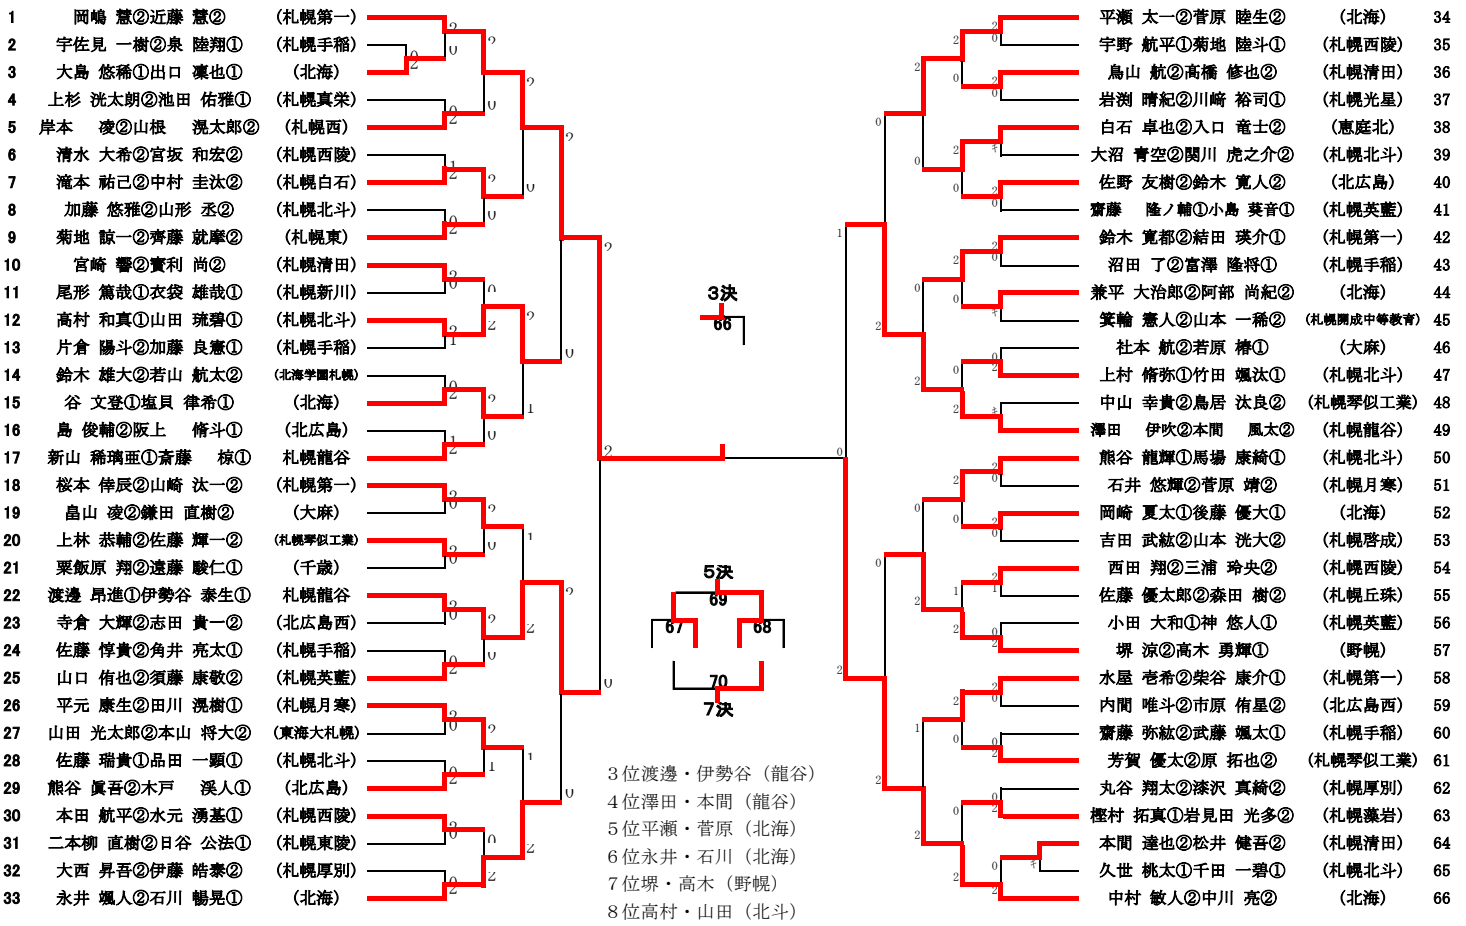 1 岡嶋 慧②近藤 慧② (札幌第一)
2 宇佐見 一樹②泉 陸翔① (札幌手稲)
3 大島 悠稀①出口 凜也① (北海)
4 上杉 洸太朗②池田 佑雅① (札幌真栄)
5 岸本 凌②山根 滉太郎② (札幌西)
6 清水 大希②宮坂 和宏② (札幌西陵)
7 滝本 祐己②中村 圭汰② (札幌白石)
8 加藤 悠雅②山形 丞② (札幌北斗)
9 菊地 諒一②齊藤 就摩② (札幌東)
10 宮崎 響②實利 尚② (札幌清田)
11 尾形 篤哉①衣袋 雄哉① (札幌新川)
12 高村 和真①山田 琉碧① (札幌北斗)
13 片倉 陽斗②加藤 良憲① (札幌手稲)
14 鈴木 雄大②若山 航太② (北海学園札幌)
15 谷 文登①塩貝 律希① (北海)
16 島 俊輔②阪上 脩斗① (北広島)
17 新山 稀璃亜①斎藤 椋① 札幌龍谷
18 桜本 倖辰②山崎 汰一② (札幌第一)
19 畠山 凌②鎌田 直樹② (大麻)
20 上林 恭輔②佐藤 輝一② (札幌琴似工業)
21 粟飯原 翔②遠藤 駿仁① (千歳)
22 渡邊 昂進①伊勢谷 泰生① 札幌龍谷
23 寺倉 大輝②志田 貴一② (北広島西)
24 佐藤 惇貴②角井 亮太① (札幌手稲)
25 山口 侑也②須藤 康敬② (札幌英藍)
26 平元 康生②田川 滉樹① (札幌月寒)
27 山田 光太郎②本山 将大② (東海大札幌)
28 佐藤 瑞貴①品田 一顕① (札幌北斗)
29 熊谷 眞吾②木戸 渓人① (北広島)
30 本田 航平②水元 湧基① (札幌西陵)
31 二本柳 直樹②日谷 公法① (札幌東陵)
32 大西 昇吾②伊藤 皓泰② (札幌厚別)
33 永井 颯人②石川 暢晃① (北海)
3決
66
5決
69
67 68
70
7決
3位渡邊・伊勢谷（龍谷）
4位澤田・本間（龍谷）
5位平瀬・菅原（北海）
6位永井・石川（北海）
7位堺・高木（野幌）
8位高村・山田（北斗）
平瀬 太一②菅原 陸生② (北海) 34
宇野 航平①菊地 陸斗① (札幌西陵) 35
鳥山 航②高橋 修也② (札幌清田) 36
岩渕 晴紀②川崎 裕司① (札幌光星) 37
白石 卓也②入口 竜士② (恵庭北) 38
大沼 青空②関川 虎之介② (札幌北斗) 39
佐野 友樹②鈴木 寛人② (北広島) 40
齋藤 隆ノ輔①小島 葵音① (札幌英藍) 41
鈴木 寛都②結田 瑛介① (札幌第一) 42
沼田 了②富澤 隆将① (札幌手稲) 43
兼平 大治郎②阿部 尚紀② (北海) 44
箕輪 憲人②山本 一稀② (札幌開成中等教育) 45
社本 航②若原 椿① (大麻) 46
上村 脩弥①竹田 颯汰① (札幌北斗) 47
中山 幸貴②鳥居 汰良② (札幌琴似工業) 48
澤田 伊吹②本間 風太② (札幌龍谷) 49
熊谷 龍輝①馬場 康綺① (札幌北斗) 50
石井 悠輝②菅原 靖② (札幌月寒) 51
岡崎 夏太①後藤 優大① (北海) 52
吉田 武紘②山本 洸大② (札幌啓成) 53
西田 翔②三浦 玲央② (札幌西陵) 54
佐藤 優太郎②森田 樹② (札幌丘珠) 55
小田 大和①神 悠人① (札幌英藍) 56
堺 涼②高木 勇輝① (野幌) 57
水屋 壱希②柴谷 康介① (札幌第一) 58
内間 唯斗②市原 侑星② (北広島西) 59
齋藤 弥紘②武藤 颯太① (札幌手稲) 60
芳賀 優太②原 拓也② (札幌琴似工業) 61
丸谷 翔太②漆沢 真綺② (札幌厚別) 62
樫村 拓真①岩見田 光多② (札幌藻岩) 63
本間 達也②松井 健吾② (札幌清田) 64
久世 桃太①千田 一碧① (札幌北斗) 65
中村 敏人②中川 亮② (北海) 66